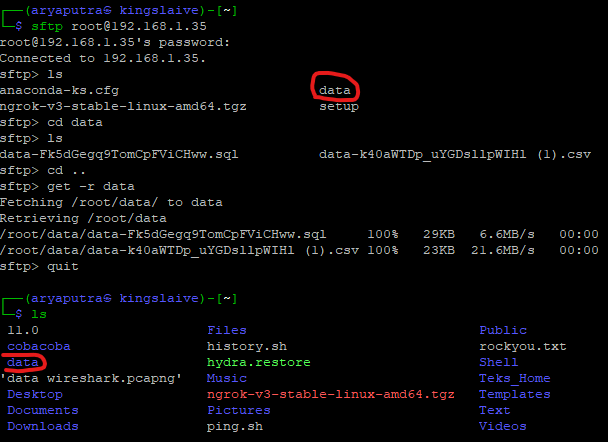 ┌──(aryaputra㉿ kingslaive)-[~]
└─$ sftp root@192.168.1.35
root@192.168.1.35's password:
Connected to 192.168.1.35.
sftp> ls
anaconda-ks.cfg data
ngrok-v3-stable-linux-amd64.tgz setup
sftp> cd data
sftp> ls
data-Fk5dGegq9TomCpFViCHww.sql data-k40aWTDp_uYGDsllpWIHl (1).csv
sftp> cd ..
sftp> get -r data
Fetching /root/data/ to data
Retrieving /root/data
/root/data/data-Fk5dGegq9TomCpFViCHww.sql 100% 29KB 6.6MB/s 00:00
/root/data/data-k40aWTDp_uYGDsllpWIHl (1).csv 100% 23KB 21.6MB/s 00:00
sftp> quit
┌──(aryaputra㉿ kingslaive)-[~]
└─$ ls
11.0 Files Public
cobacoba history.sh rockyou.txt
data hydra.restore Shell
'data wireshark.pcapng' Music Teks_Home
Desktop ngrok-v3-stable-linux-amd64.tgz Templates
Documents Pictures Text
Downloads ping.sh Videos